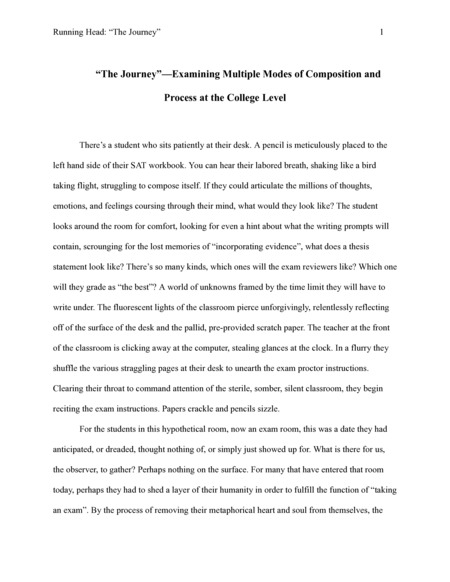 Running Head: “The Journey” 1
“The Journey”—Examining Multiple Modes of Composition and
Process at the College Level
There’s a student who sits patiently at their desk. A pencil is meticulously placed to the
left hand side of their SAT workbook. You can hear their labored breath, shaking like a bird
taking flight, struggling to compose itself. If they could articulate the millions of thoughts,
emotions, and feelings coursing through their mind, what would they look like? The student
looks around the room for comfort, looking for even a hint about what the writing prompts will
contain, scrounging for the lost memories of “incorporating evidence”, what does a thesis
statement look like? There’s so many kinds, which ones will the exam reviewers like? Which one
will they grade as “the best”? A world of unknowns framed by the time limit they will have to
write under. The fluorescent lights of the classroom pierce unforgivingly, relentlessly reflecting
off of the surface of the desk and the pallid, pre-provided scratch paper. The teacher at the front
of the classroom is clicking away at the computer, stealing glances at the clock. In a flurry they
shuffle the various straggling pages at their desk to unearth the exam proctor instructions.
Clearing their throat to command attention of the sterile, somber, silent classroom, they begin
reciting the exam instructions. Papers crackle and pencils sizzle.
For the students in this hypothetical room, now an exam room, this was a date they had
anticipated, or dreaded, thought nothing of, or simply just showed up for. What is there for us,
the observer, to gather? Perhaps nothing on the surface. For many that have entered that room
today, perhaps they had to shed a layer of their humanity in order to fulfill the function of “taking
an exam”. By the process of removing their metaphorical heart and soul from themselves, the